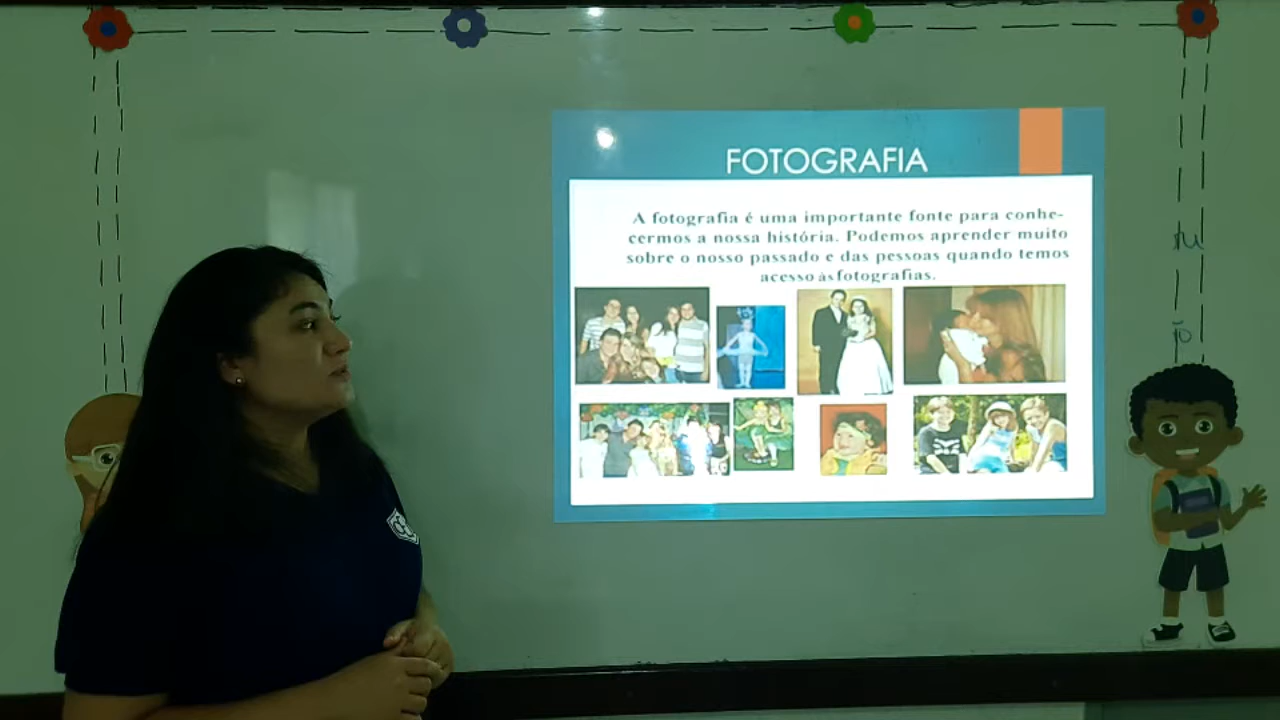 FOTOGRAFIA
A fotografia é uma importante fonte para conhe-
cermos a nossa história. Podemos aprender muito
sobre o nosso passado e das pessoas quando temos
acesso às fotografias.